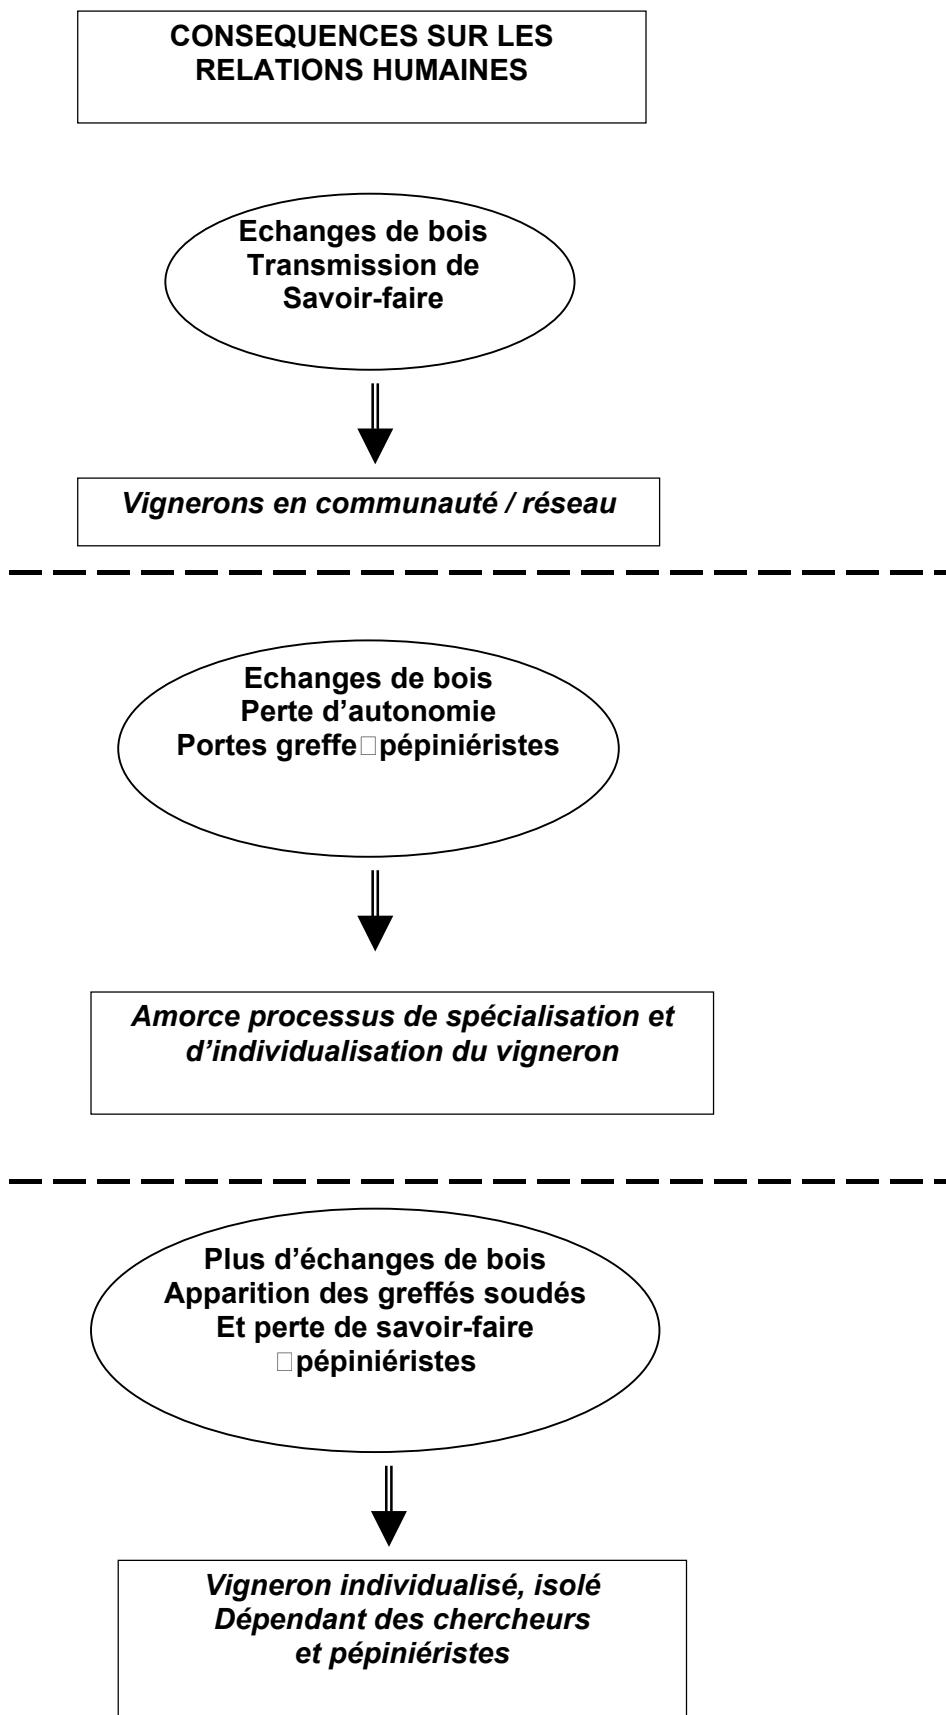 CONSEQUENCES SUR LES
RELATIONS HUMAINES
Echanges de bois
Transmission de
Savoir-faire
Vignerons en communauté / réseau
Echanges de bois
Perte d’autonomie
Portes greffe□pépiniéristes
Amorce processus de spécialisation et
d’individualisation du vigneron
Plus d’échanges de bois
Apparition des greffés soudés
Et perte de savoir-faire
□pépiniéristes
Vigneron individualisé, isolé
Dépendant des chercheurs
et pépiniéristes